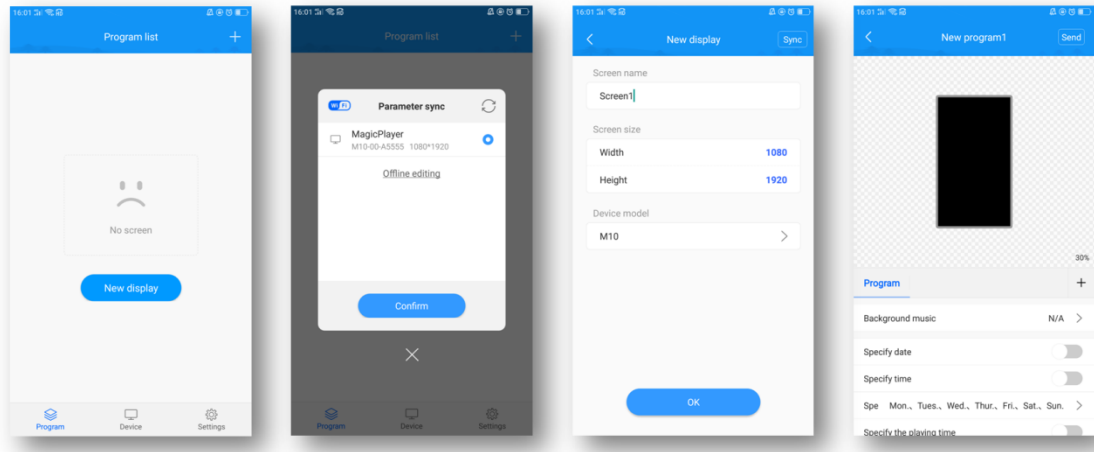 16:01
Program list
No screen
New display
Program
Device
Settings
16:01
Program list
WiFi
Parameter sync
MagicPlayer
M10-00-A5555 1080*1920
Offline editing
Confirm
Program
Device
Settings
16:01
New display
Sync
Screen name
Screen1
Screen size
Width 1080
Height 1920
Device model
M10
OK
16:01
New program1
Send
30%
Program
Background music N/A
Specify date
Specify time
Spe Mon.、Tues.、Wed.、Thur.、Fri.、Sat.、Sun.
Specify the playing time